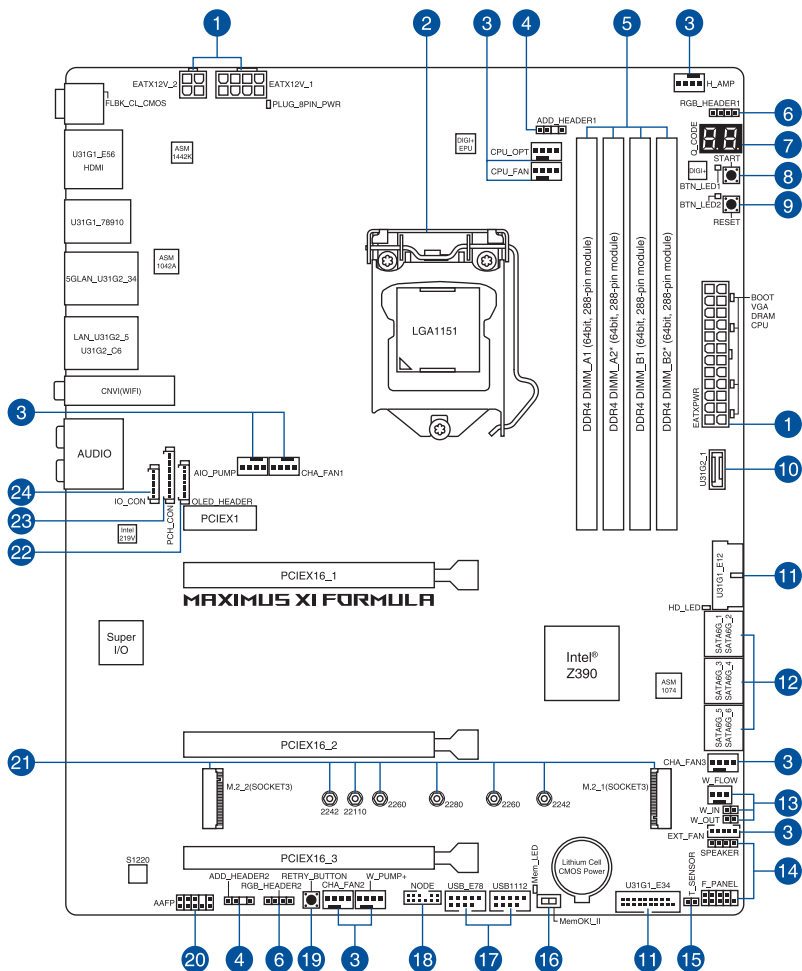 1
2
3
4
5
3
EATX12V_2
EATX12V_1
PLUG_8PIN_PWR
FLBK_CL_CMOS
H_AMP
RGB_HEADER1
6
ADD_HEADER1
Q_CODE
88
7
U31G1_E56
HDMI
ASM
1442K
DIGI+
EPU
CPU_OPT
CPU_FAN
START
DIGI+
BTN_LED1
8
BTN_LED2
RESET
9
U31G1_78910
ASM
1042A
5GLAN_U31G2_34
LAN_U31G2_5
U31G2_C6
CNVI(WIFI)
LGA1151
DDR4 DIMM_A1 (64bit, 288-pin module)
DDR4 DIMM_A2* (64bit, 288-pin module)
DDR4 DIMM_B1 (64bit, 288-pin module)
DDR4 DIMM_B2* (64bit, 288-pin module)
BOOT
VGA
DRAM
CPU
EATXPWR
1
3
AUDIO
AIO_PUMP
CHA_FAN1
U31G2_1
10
24
IO_CON
23
PCH_CON
OLED_HEADER
22
Intel
219V
PCIEX1
PCIEX16_1
MAXIMUS XI FORMULA
U31G1_E12
11
HD_LED
Super
I/O
Intel®
Z390
ASM
1074
SATA6G_1
SATA6G_2
SATA6G_3
SATA6G_4
SATA6G_5
SATA6G_6
12
PCIEX16_2
21
CHA_FAN3
3
M.2_2(SOCKET3)
2242
22110
2260
2280
2260
2242
M.2_1(SOCKET3)
W_FLOW
W_IN
W_OUT
13
EXT_FAN
3
SPEAKER
14
S1220
PCIEX16_3
Lithium Cell
CMOS Power
Mem_LED
ADD_HEADER2
RGB_HEADER2
RETRY_BUTTON
CHA_FAN2
W_PUMP+
NODE
USB_E78
USB1112
MemOK!_II
U31G1_E34
T_SENSOR
F_PANEL
AAFP
20
4
6
19
3
18
17
16
11
15